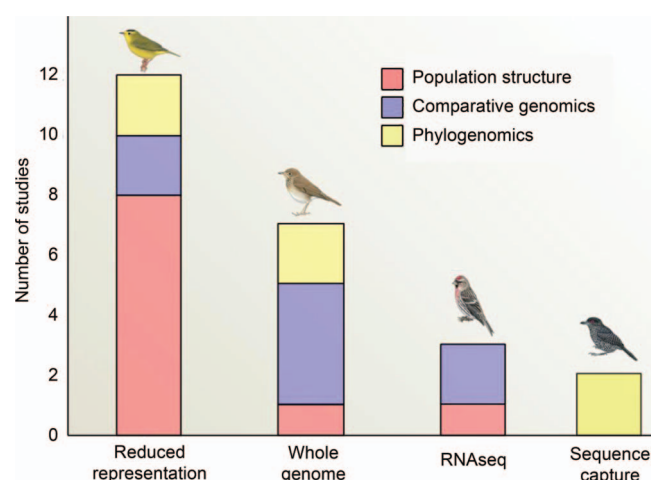 12
10
8
6
4
2
0
Number of studies
Population structure
Comparative genomics
Phylogenomics
Reduced
representation
Whole
genome
RNAseq
Sequence
capture